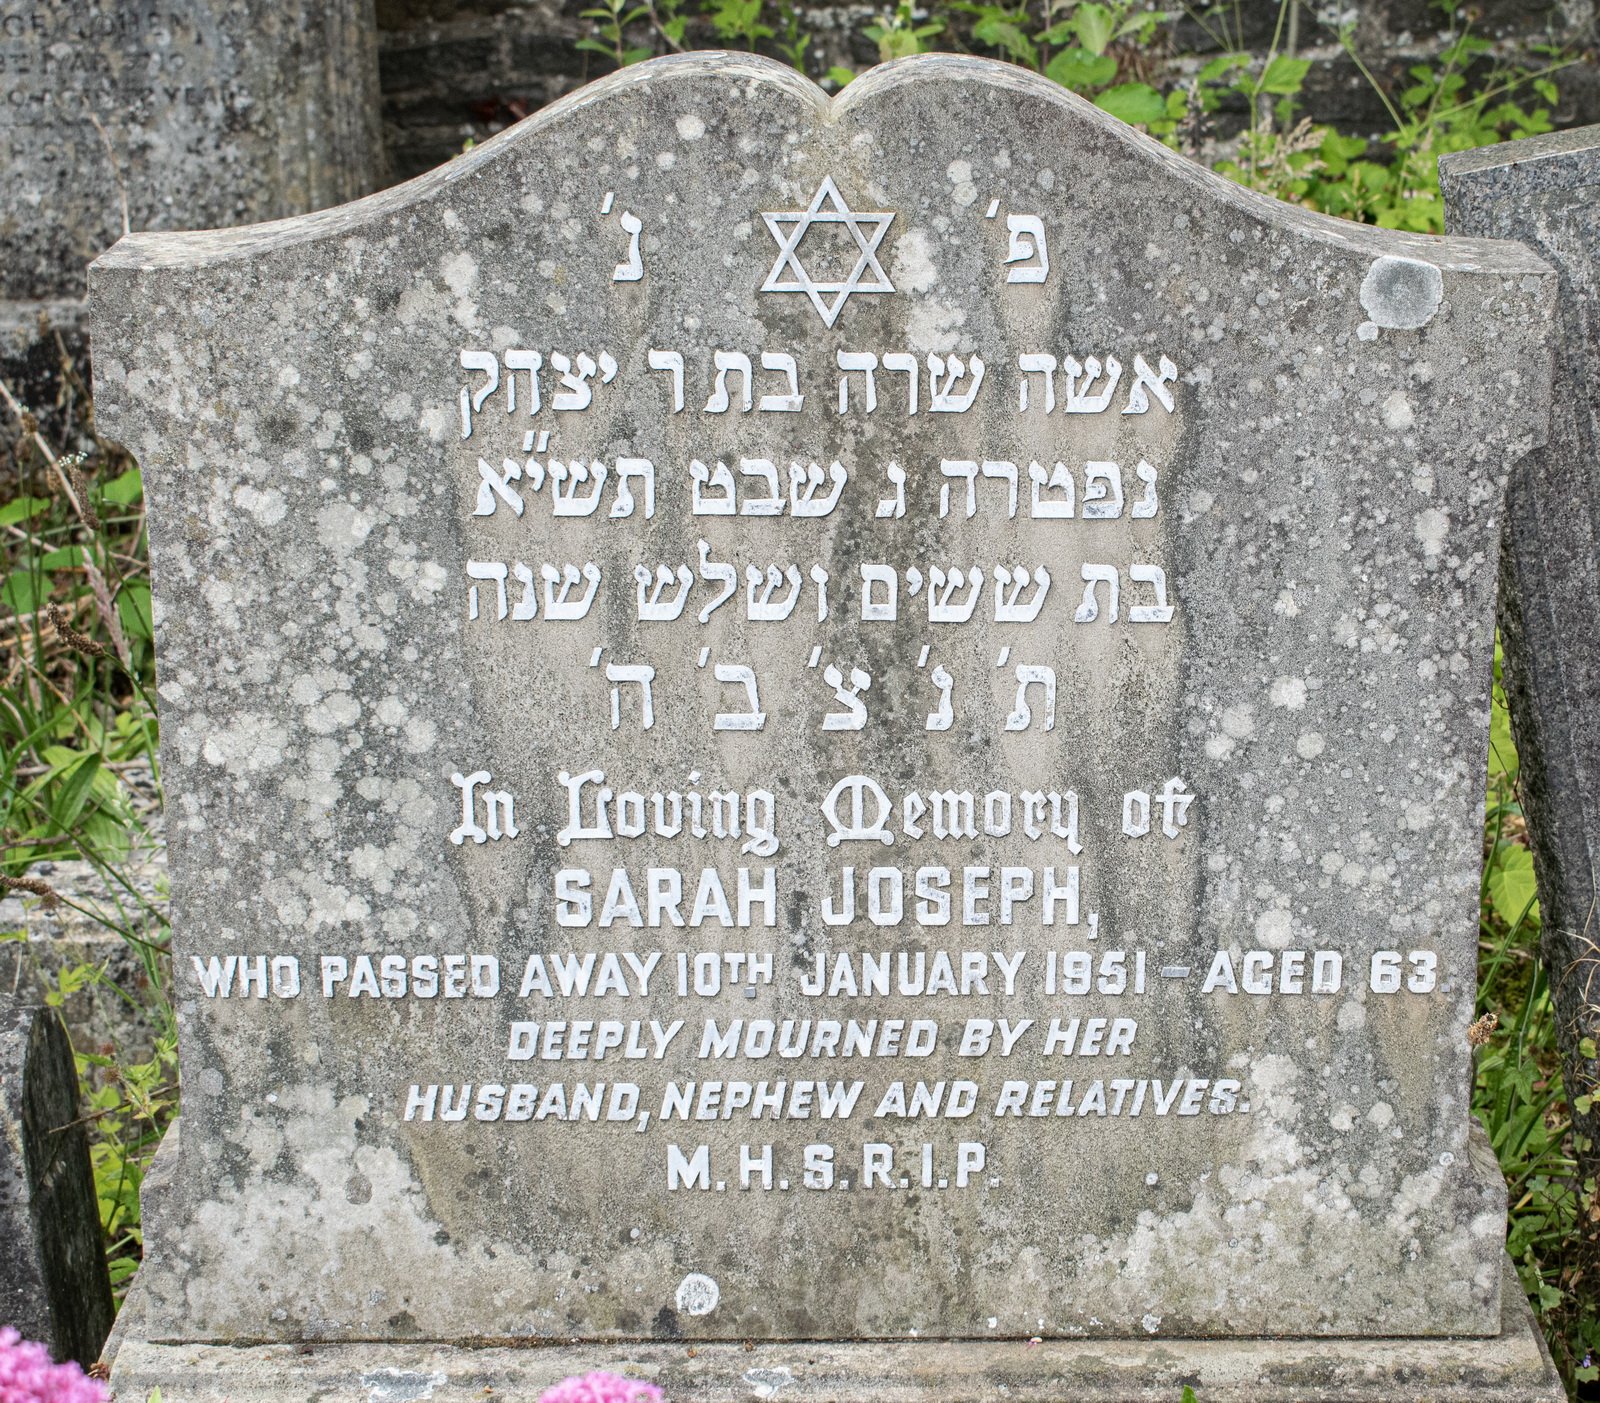 פ' נ'
אשה שרה בת ר יצחק
נפטרה ג שבט תשי"א
בת ששים ושלש שנה
ת' נ' צ' ב' ה'
In Loving Memory of
SARAH JOSEPH,
WHO PASSED AWAY 10TH JANUARY 1951 — AGED 63.
DEEPLY MOURNED BY HER
HUSBAND, NEPHEW AND RELATIVES.
M.H.S.R.I.P.